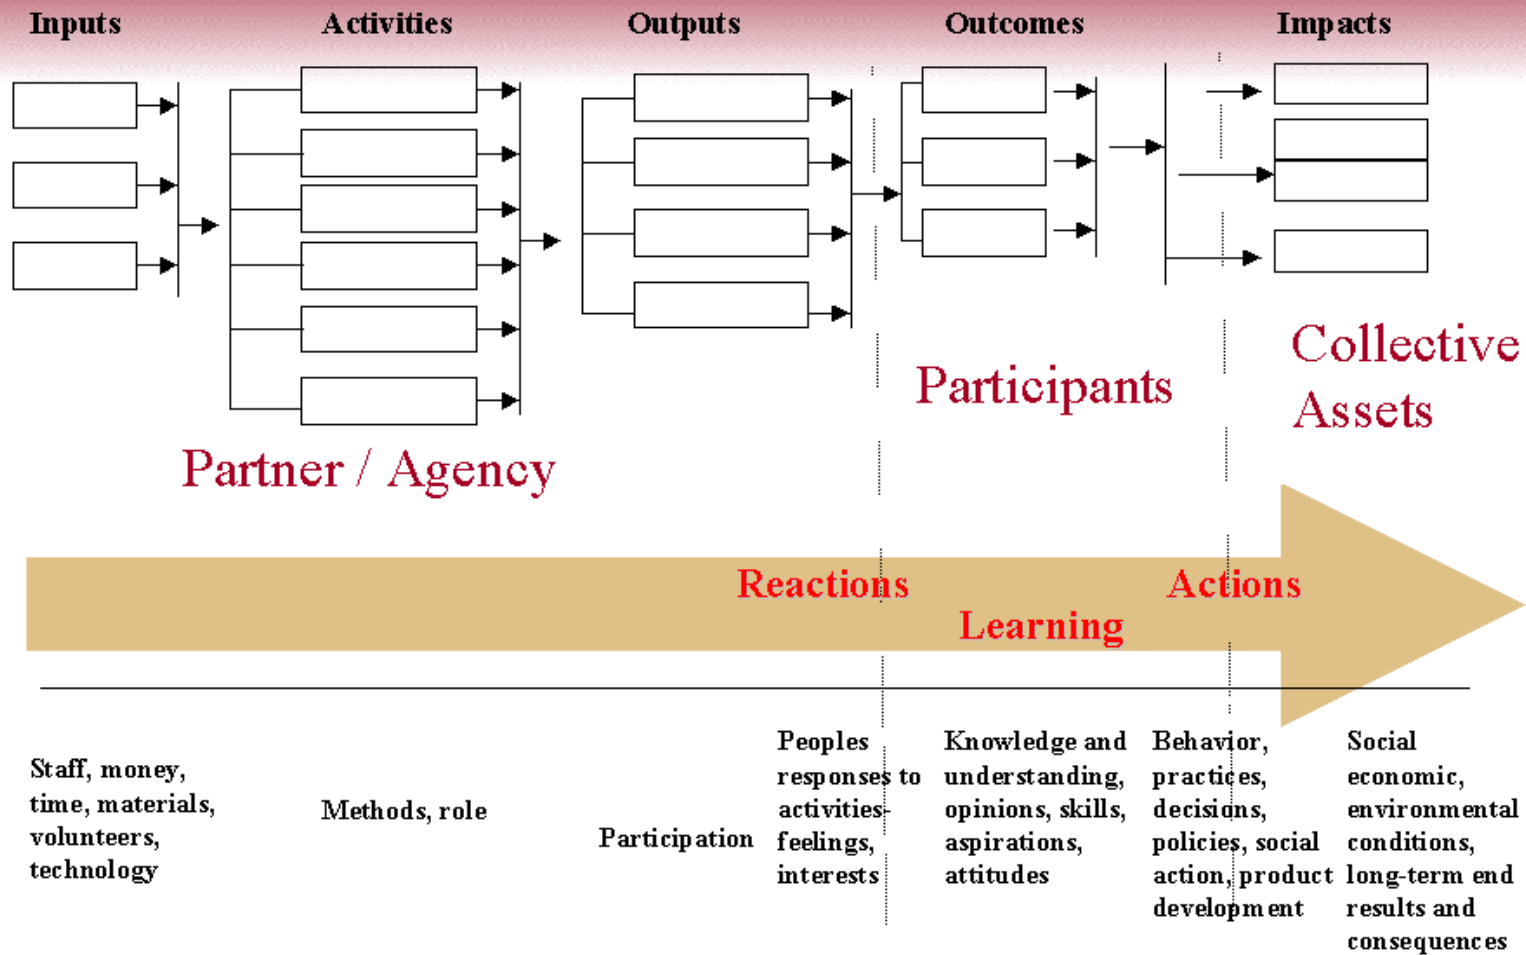 Inputs
Activities
Outputs
Outcomes
Impacts
Partner / Agency
Participants
Collective
Assets
Reactions
Learning
Actions
Staff, money,
time, materials,
volunteers,
technology
Methods, role
Participation
Peoples
responses to
activities-
feelings,
interests
Knowledge and
understanding,
opinions, skills,
aspirations,
attitudes
Behavior,
practices,
decisions,
policies, social
action, product
development
Social
economic,
environmental
conditions,
long-term end
results and
consequences